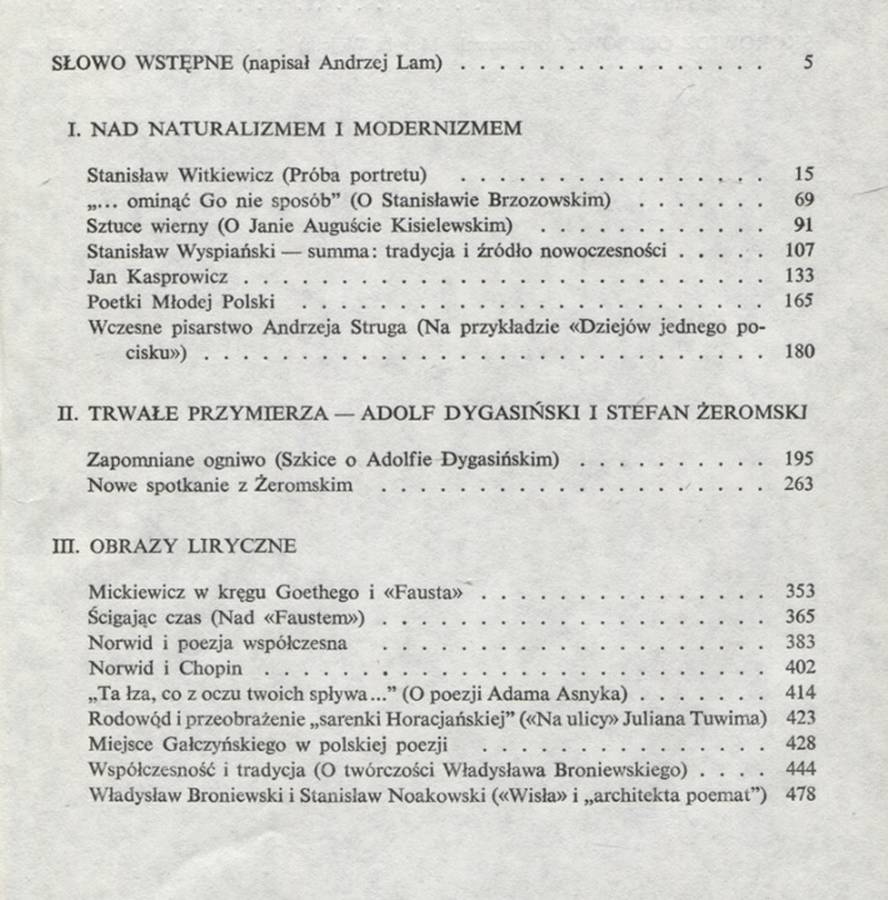 SŁOWO WSTĘPNE (napisał Andrzej Lam) . . . . . . . . . . . . . . . . 5
I. NAD NATURALIZMEM I MODERNIZMEM
Stanisław Witkiewicz (Próba portretu) . . . . . . . . . . . . . . . . 15
„... ominąć Go nie sposób” (O Stanisławie Brzozowskim) . . . . . . . 69
Sztuce wierny (O Janie Auguście Kisielewskim) . . . . . . . . . . . . 91
Stanisław Wyspiański — summa: tradycja i źródło nowoczesności . . . . . 107
Jan Kasprowicz . . . . . . . . . . . . . . . . . . . . . . . . . . . 133
Poetki Młodej Polski . . . . . . . . . . . . . . . . . . . . . . . . 165
Wczesne pisarstwo Andrzeja Struga (Na przykładzie «Dziejów jednego po-
cisku») . . . . . . . . . . . . . . . . . . . . . . . . . . . . . 180
II. TRWAŁE PRZYMIERZA — ADOLF DYGASIŃSKI I STEFAN ŻEROMSKI
Zapomniane ogniwo (Szkice o Adolfie Dygasińskim) . . . . . . . . . . 195
Nowe spotkanie z Żeromskim . . . . . . . . . . . . . . . . . . . . 263
III. OBRAZY LIRYCZNE
Mickiewicz w kręgu Goethego i «Fausta» . . . . . . . . . . . . . . . 353
Ścigając czas (Nad «Faustem») . . . . . . . . . . . . . . . . . . . . 365
Norwid i poezja współczesna . . . . . . . . . . . . . . . . . . . . 383
Norwid i Chopin . . . . . . . . . . . . . . . . . . . . . . . . . . 402
„Ta łza, co z oczu twoich spływa...” (O poezji Adama Asnyka) . . . . . . . 414
Rodowód i przeobrażenie „sarenki Horacjańskiej” («Na ulicy» Juliana Tuwima) 423
Miejsce Gałczyńskiego w polskiej poezji . . . . . . . . . . . . . . . 428
Współczesność i tradycja (O twórczości Władysława Broniewskiego) . . . . 444
Władysław Broniewski i Stanisław Noakowski («Wisła» i „architekta poemat”) 478